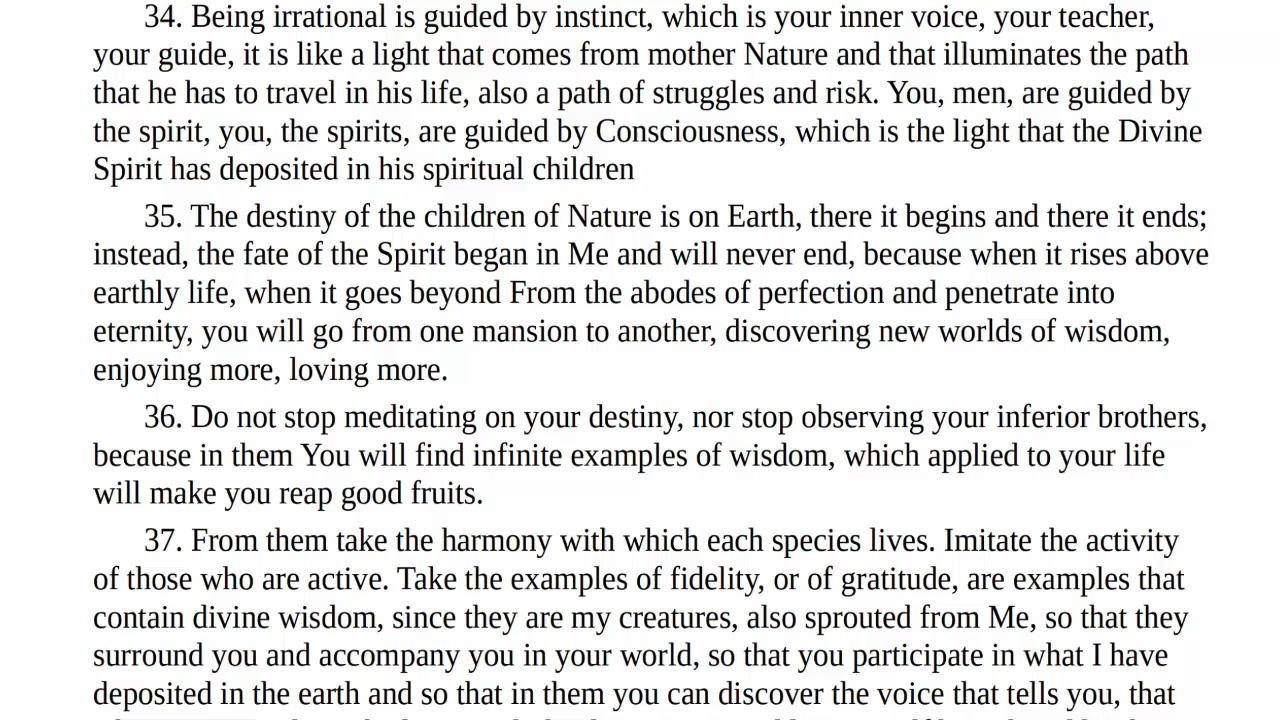 34. Being irrational is guided by instinct, which is your inner voice, your teacher,
your guide, it is like a light that comes from mother Nature and that illuminates the path
that he has to travel in his life, also a path of struggles and risk. You, men, are guided by
the spirit, you, the spirits, are guided by Consciousness, which is the light that the Divine
Spirit has deposited in his spiritual children
35. The destiny of the children of Nature is on Earth, there it begins and there it ends;
instead, the fate of the Spirit began in Me and will never end, because when it rises above
earthly life, when it goes beyond From the abodes of perfection and penetrate into
eternity, you will go from one mansion to another, discovering new worlds of wisdom,
enjoying more, loving more.
36. Do not stop meditating on your destiny, nor stop observing your inferior brothers,
because in them You will find infinite examples of wisdom, which applied to your life
will make you reap good fruits.
37. From them take the harmony with which each species lives. Imitate the activity
of those who are active. Take the examples of fidelity, or of gratitude, are examples that
contain divine wisdom, since they are my creatures, also sprouted from Me, so that they
surround you and accompany you in your world, so that you participate in what I have
deposited in the earth and so that in them you can discover the voice that tells you, that